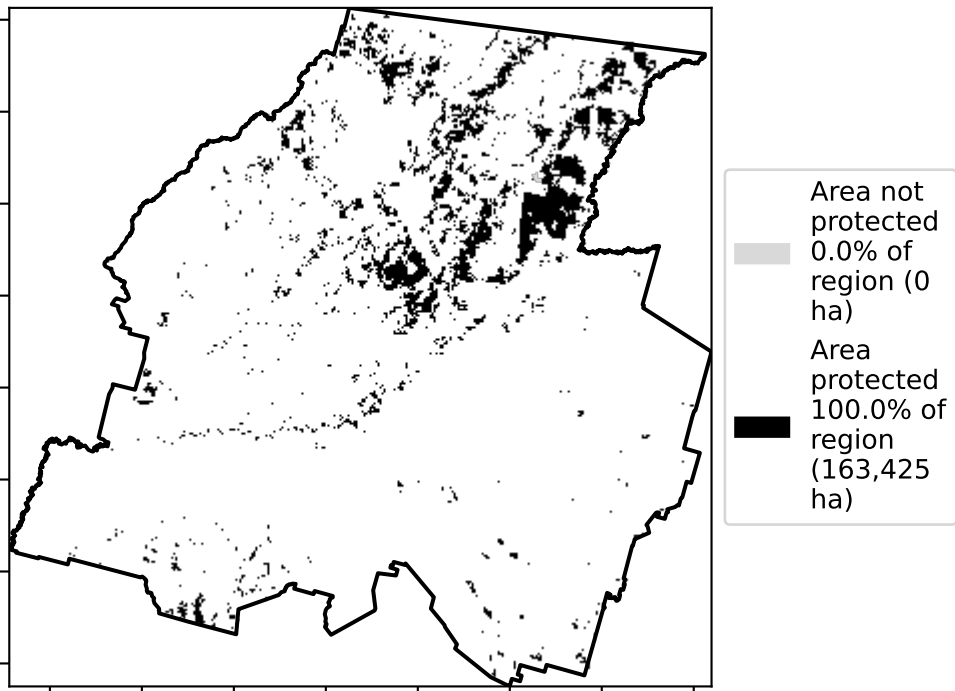 Area not
protected
0.0% of
region (0
ha)
Area
protected
100.0% of
region
(163,425
ha)